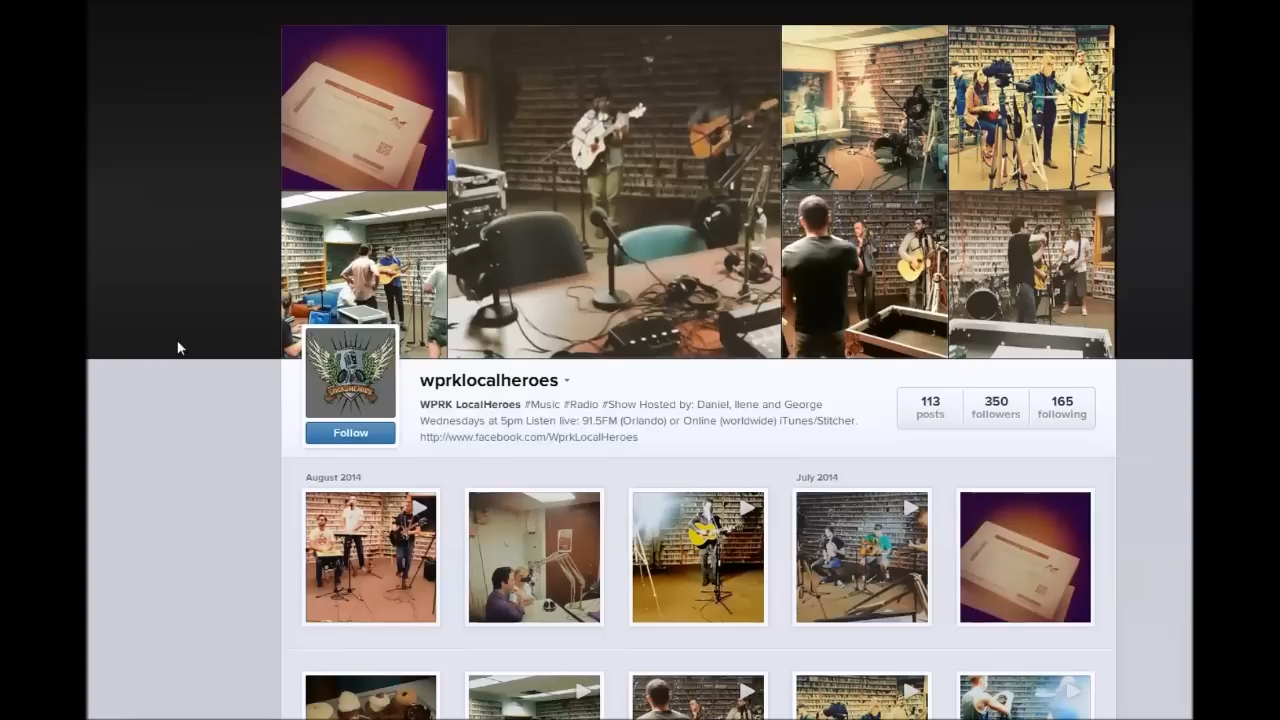 wprklocalheroes
WPRK LocalHeroes #Music #Radio #Show Hosted by: Daniel, Ilene and George
Wednesdays at 5pm Listen live: 91.5FM (Orlando) or Online (worldwide) iTunes/Stitcher.
http://www.facebook.com/WprkLocalHeroes
113 posts
350 followers
165 following
Follow
August 2014
July 2014